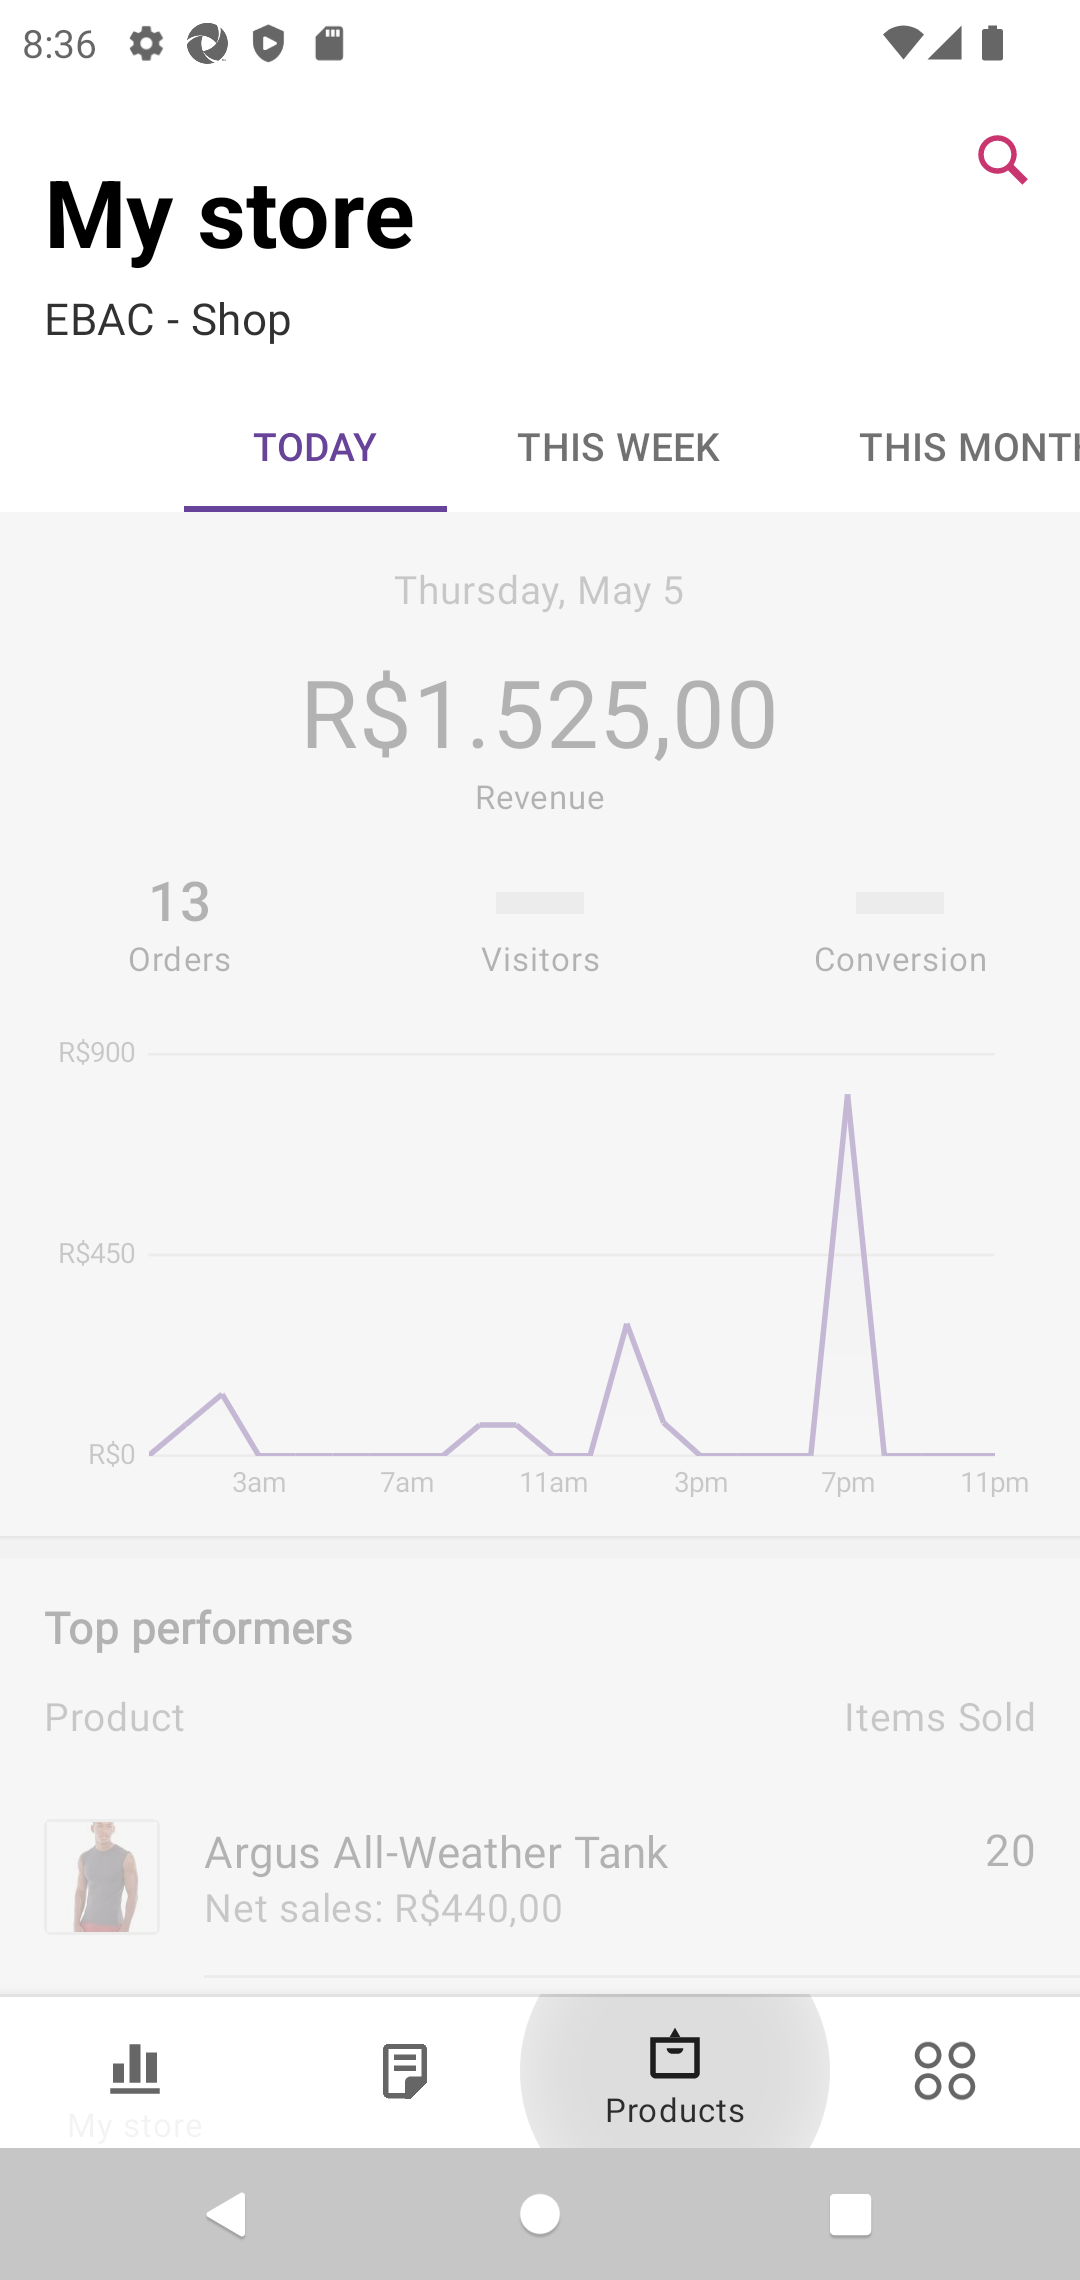 8:36
My store
EBAC - Shop
TODAY THIS WEEK THIS MONTH
Thursday, May 5
R$1.525,00
Revenue
13
Orders Visitors Conversion
R$900
R$450
R$0
3am 7am 11am 3pm 7pm 11pm
Top performers
Product Items Sold
Argus All-Weather Tank 20
Net sales: R$440,00
Products
My store